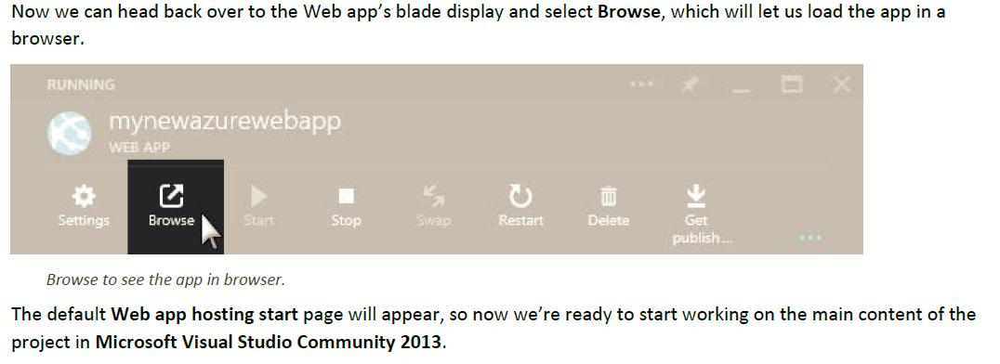 Now we can head back over to the Web app's blade display and select Browse, which will let us load the app in a
browser.
RUNNING
mynewazurewebapp
WEB APP
Settings
Browse
Start
Stop
Swap
Restart
Delete
Get
publish...
Browse to see the app in browser.
The default Web app hosting start page will appear, so now we're ready to start working on the main content of the
project in Microsoft Visual Studio Community 2013.